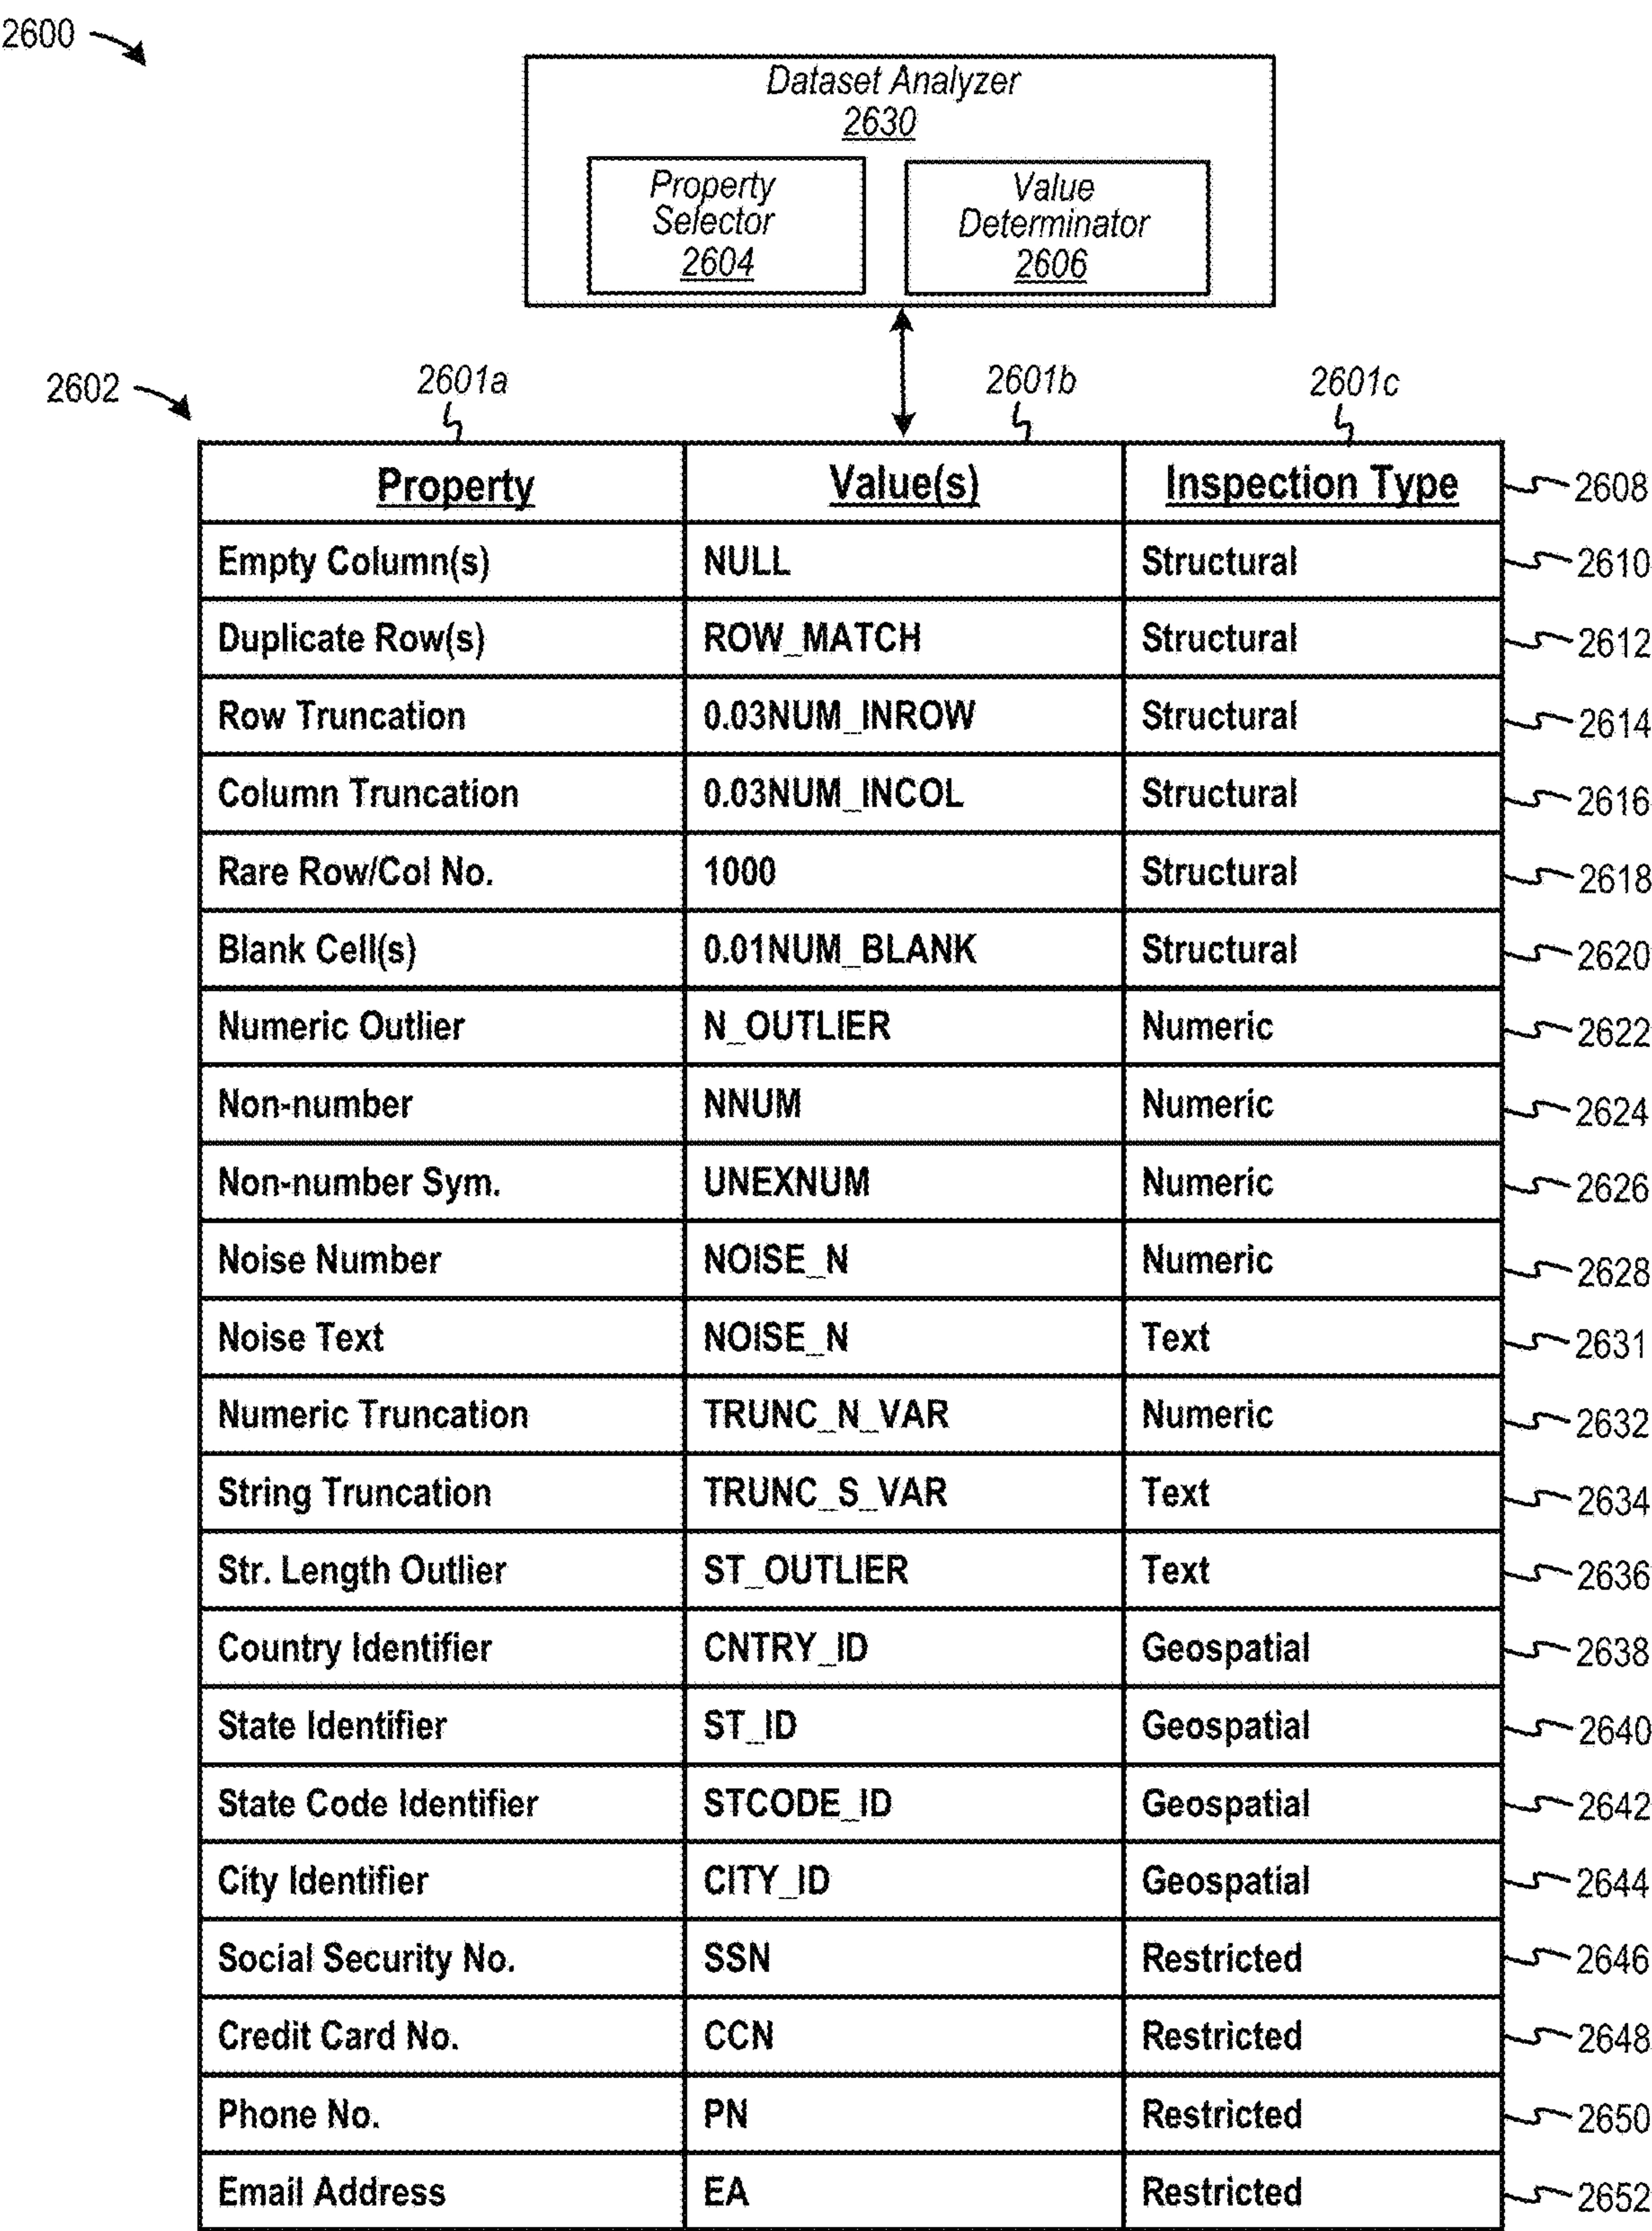 2600
Dataset Analyzer
2630
Property
Selector
2604
Value
Determinator
2606
2602
2601a
2601b
2601c
Property Value(s) Inspection Type 2608
Empty Column(s) NULL Structural 2610
Duplicate Row(s) ROW_MATCH Structural 2612
Row Truncation 0.03NUM_INROW Structural 2614
Column Truncation 0.03NUM_INCOL Structural 2616
Rare Row/Col No. 1000 Structural 2618
Blank Cell(s) 0.01NUM_BLANK Structural 2620
Numeric Outlier N_OUTLIER Numeric 2622
Non-number NNUM Numeric 2624
Non-number Sym. UNEXNUM Numeric 2626
Noise Number NOISE_N Numeric 2628
Noise Text NOISE_N Text 2631
Numeric Truncation TRUNC_N_VAR Numeric 2632
String Truncation TRUNC_S_VAR Text 2634
Str. Length Outlier ST_OUTLIER Text 2636
Country Identifier CNTRY_ID Geospatial 2638
State Identifier ST_ID Geospatial 2640
State Code Identifier STCODE_ID Geospatial 2642
City Identifier CITY_ID Geospatial 2644
Social Security No. SSN Restricted 2646
Credit Card No. CCN Restricted 2648
Phone No. PN Restricted 2650
Email Address EA Restricted 2652